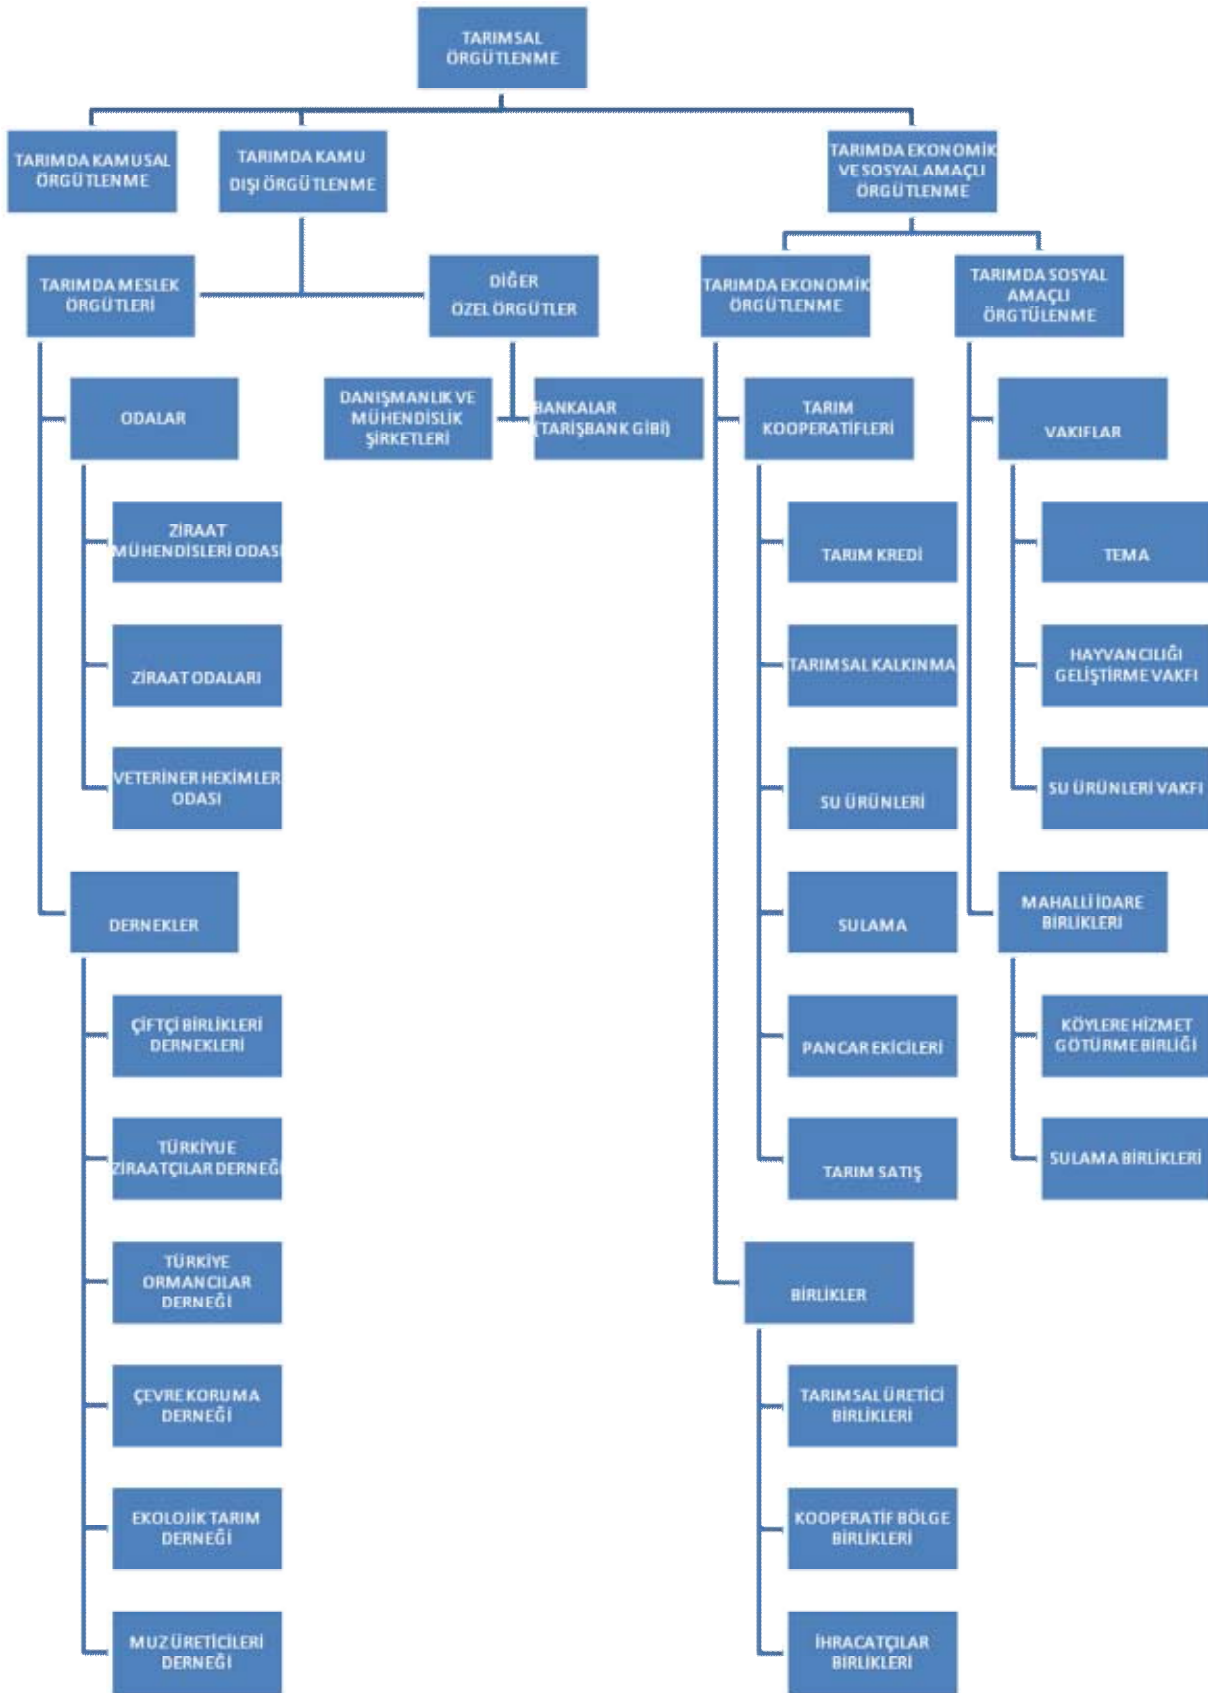 TARIMSAL
ÖRGÜTLENME
TARIMDA KAMUSAL
ÖRGÜTLENME
TARIMDA KAMU
DIŞI ÖRGÜTLENME
TARIMDA EKONOMİK
VE SOSYAL AMAÇLI
ÖRGÜTLENME
TARIMDA MESLEK
ÖRGÜTLERİ
DİĞER
ÖZEL ÖRGÜTLER
TARIMDA EKONOMİK
ÖRGÜTLENME
TARIMDA SOSYAL
AMAÇLI
ÖRGTÜLENME
ODALAR
DANIŞMANLIK VE
MÜHENDİSLİK
ŞİRKETLERİ
BANKALAR
(TARİŞBANK GİBİ)
TARIM
KOOPERATİFLERİ
VAKIFLAR
ZİRAAT
MÜHENDİSLERİ ODASI
TARIM KREDİ
TEMA
ZİRAAT ODALARI
TARIMSAL KALKINMA
HAYVANCILIĞI
GELİŞTİRME VAKFI
VETERİNER HEKİMLER
ODASI
SU ÜRÜNLERİ
SU ÜRÜNLERİ VAKFI
DERNEKLER
SULAMA
MAHALLİ İDARE
BİRLİKLERİ
ÇİFTÇİ BİRLİKLERİ
DERNEKLERİ
PANCAR EKİCİLERİ
KÖYLERE HİZMET
GÖTÜRME BİRLİĞİ
TÜRKİYUE
ZİRAATÇILAR DERNEĞİ
TARIM SATIŞ
SULAMA BİRLİKLERİ
TÜRKİYE
ORMANCILAR
DERNEĞİ
BİRLİKLER
ÇEVRE KORUMA
DERNEĞİ
TARIMSAL ÜRETİCİ
BİRLİKLERİ
EKOLOJİK TARIM
DERNEĞİ
KOOPERATİF BÖLGE
BİRLİKLERİ
MUZ ÜRETİCİLERİ
DERNEĞİ
İHRACATÇILAR
BİRLİKLERİ